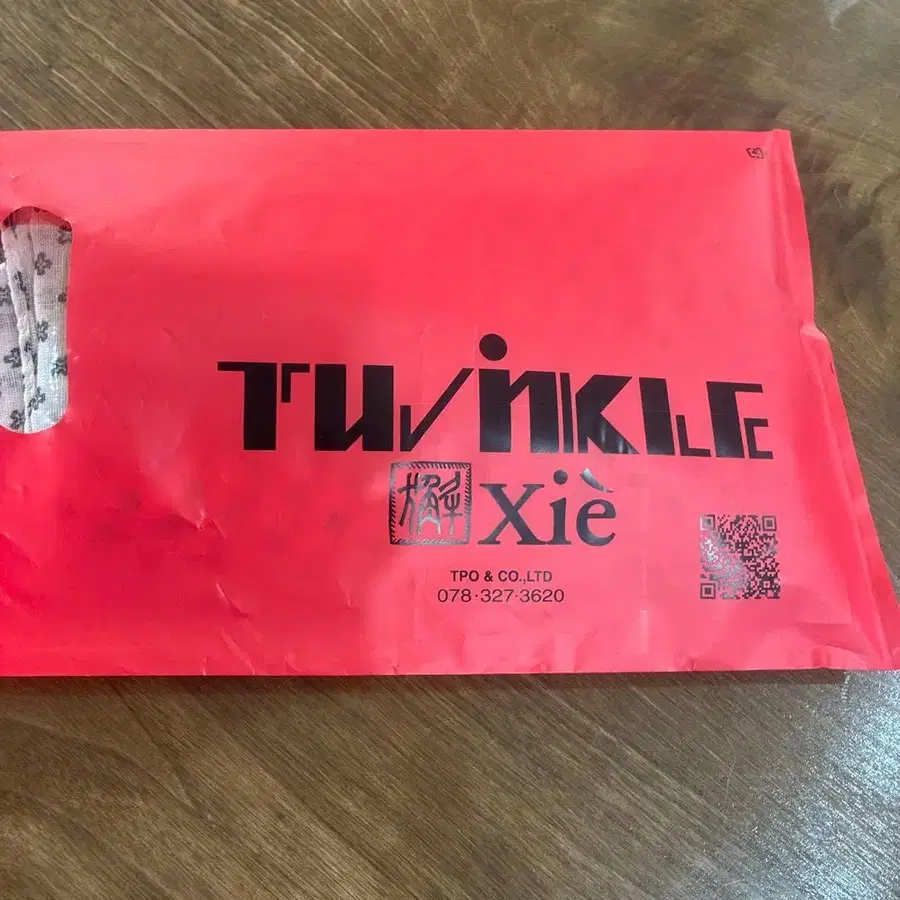 TWiNKLE
Xiè
TPO & CO.,LTD
078·327·3620